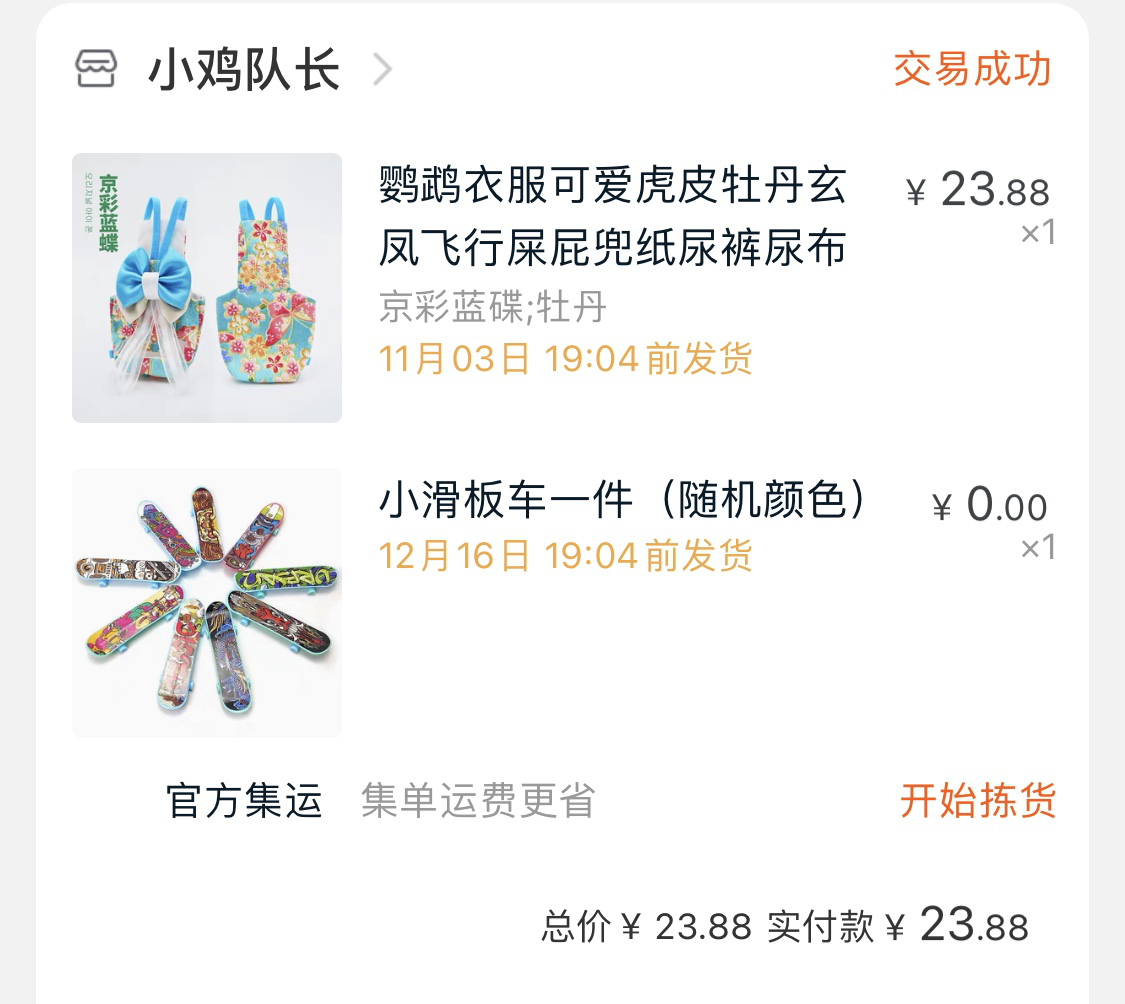 小鸡队长
交易成功
京彩蓝蝶
鹦鹉衣服可爱虎皮牡丹玄
¥ 23.88
凤飞行屎屁兜纸尿裤尿布
×1
京彩蓝碟;牡丹
11月03日 19:04前发货
小滑板车一件（随机颜色）
¥ 0.00
×1
12月16日 19:04前发货
官方集运 集单运费更省
开始拣货
总价 ¥ 23.88 实付款 ¥ 23.88